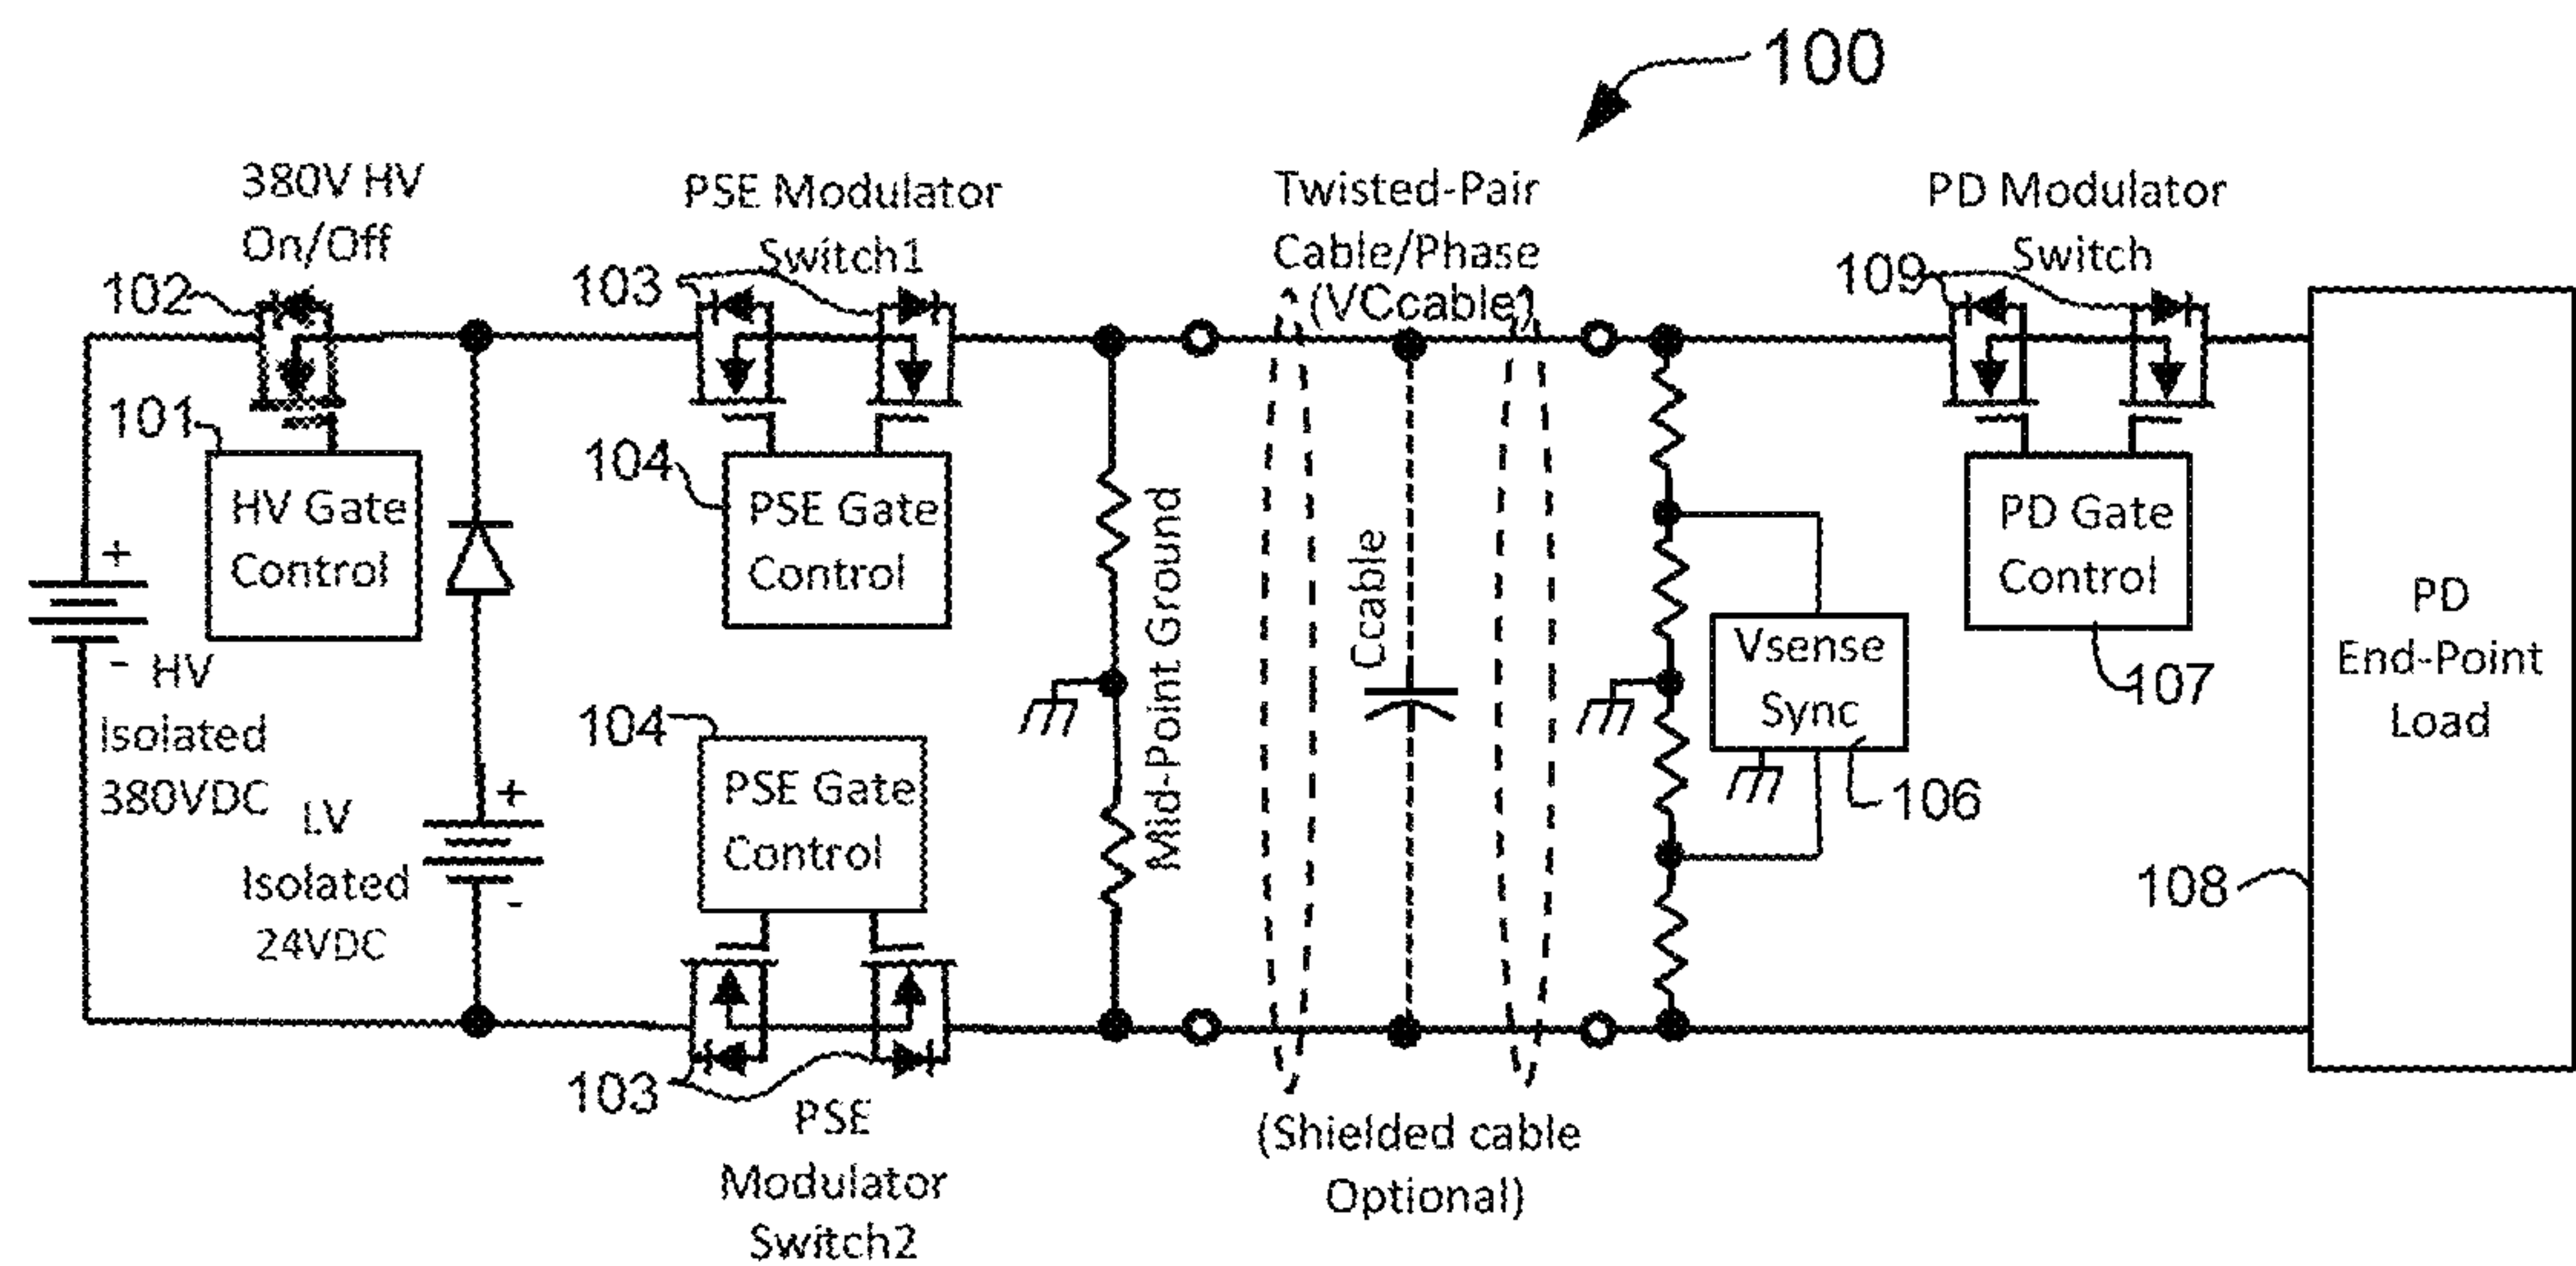 100
380V HV
On/Off
102
PSE Modulator
Switch1
103
Twisted-Pair
Cable/Phase
(VCcable)
PD Modulator
Switch
109
101
HV Gate
Control
104
PSE Gate
Control
PD Gate
Control
107
+
-
HV
Isolated
380VDC
LV
Isolated
24VDC
+
-
104
PSE Gate
Control
Mid-Point Ground
Ccable
Vsense
Sync
106
PD
End-Point
Load
108
103
PSE
Modulator
Switch2
(Shielded cable
Optional)